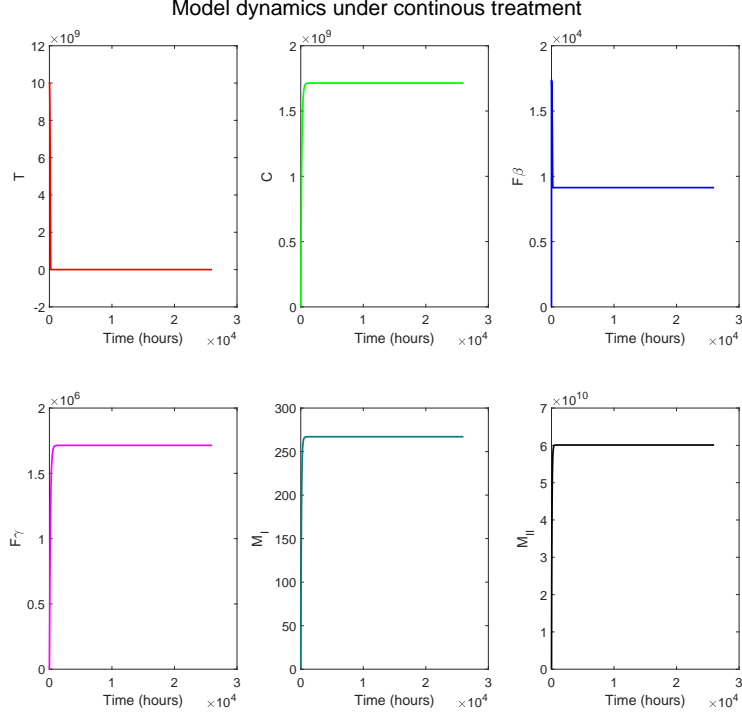 Model dynamics under continous treatment
×10^9
12
10
8
6
4
2
0
-2
T
0 1 2 3
Time (hours) ×10^4
×10^9
2
1.5
1
0.5
0
C
0 1 2 3
Time (hours) ×10^4
×10^4
2
1.5
1
0.5
0
Fβ
0 1 2 3
Time (hours) ×10^4
×10^6
2
1.5
1
0.5
0
Fγ
0 1 2 3
Time (hours) ×10^4
300
250
200
150
100
50
0
M_I
0 1 2 3
Time (hours) ×10^4
×10^10
7
6
5
4
3
2
1
0
M_II
0 1 2 3
Time (hours) ×10^4